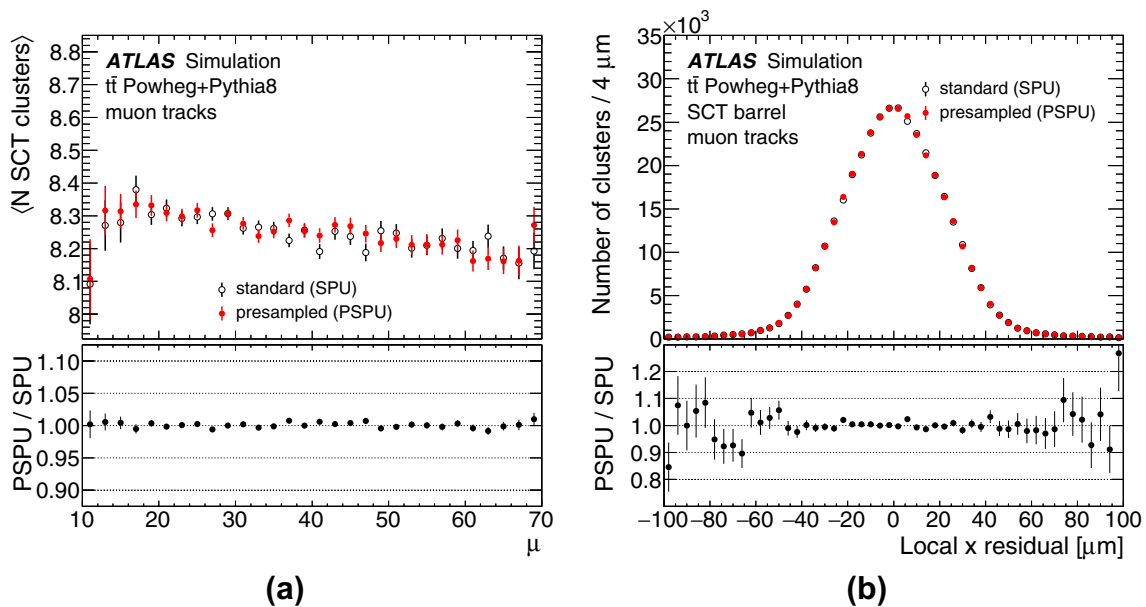 ⟨N SCT clusters⟩
8.8
8.7
8.6
8.5
8.4
8.3
8.2
8.1
8
ATLAS Simulation
tt̄ Powheg+Pythia8
muon tracks
standard (SPU)
presampled (PSPU)
PSPU / SPU
1.10
1.05
1.00
0.95
0.90
10 20 30 40 50 60 70
μ
(a)
×10³
Number of clusters / 4 μm
35
30
25
20
15
10
5
0
ATLAS Simulation
tt̄ Powheg+Pythia8
SCT barrel
muon tracks
standard (SPU)
presampled (PSPU)
PSPU / SPU
1.2
1.1
1.0
0.9
0.8
−100 −80 −60 −40 −20 0 20 40 60 80 100
Local x residual [μm]
(b)